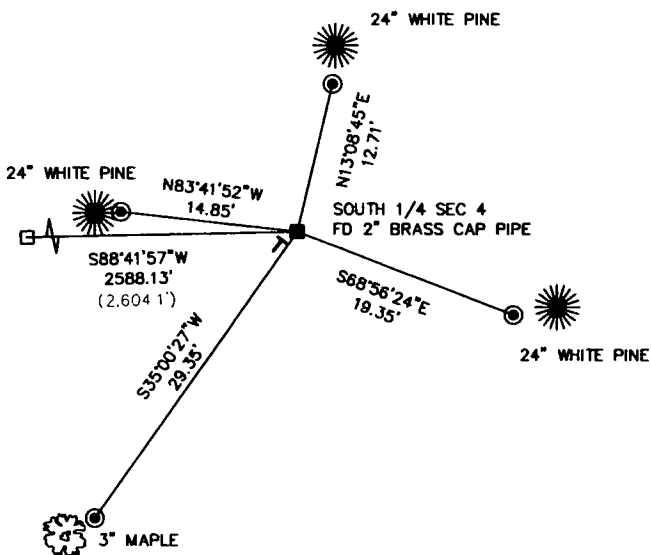 24" WHITE PINE
N13°08'45"E
12.71'
24" WHITE PINE
N83°41'52"W
14.85'
SOUTH 1/4 SEC 4
FD 2" BRASS CAP PIPE
S88°41'57"W
2588.13'
(2,604.1')
S68°56'24"E
19.35'
24" WHITE PINE
S35°00'27"W
29.35'
3" MAPLE